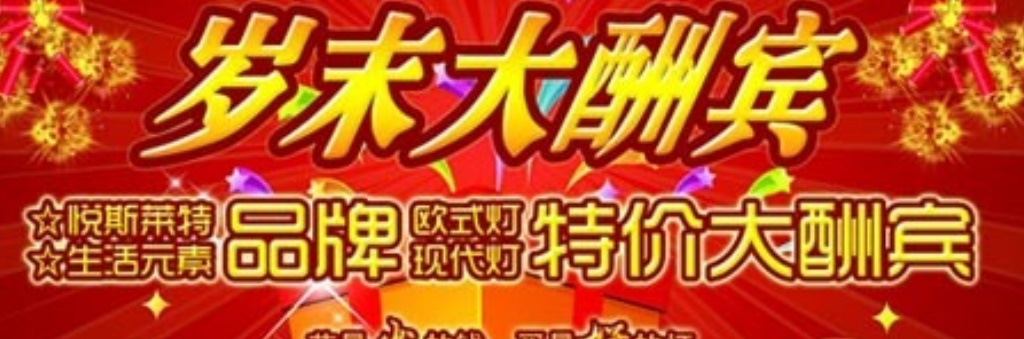 岁末大酬宾
☆悦斯莱特
☆生活元素
品牌
欧式灯
现代灯
特价大酬宾